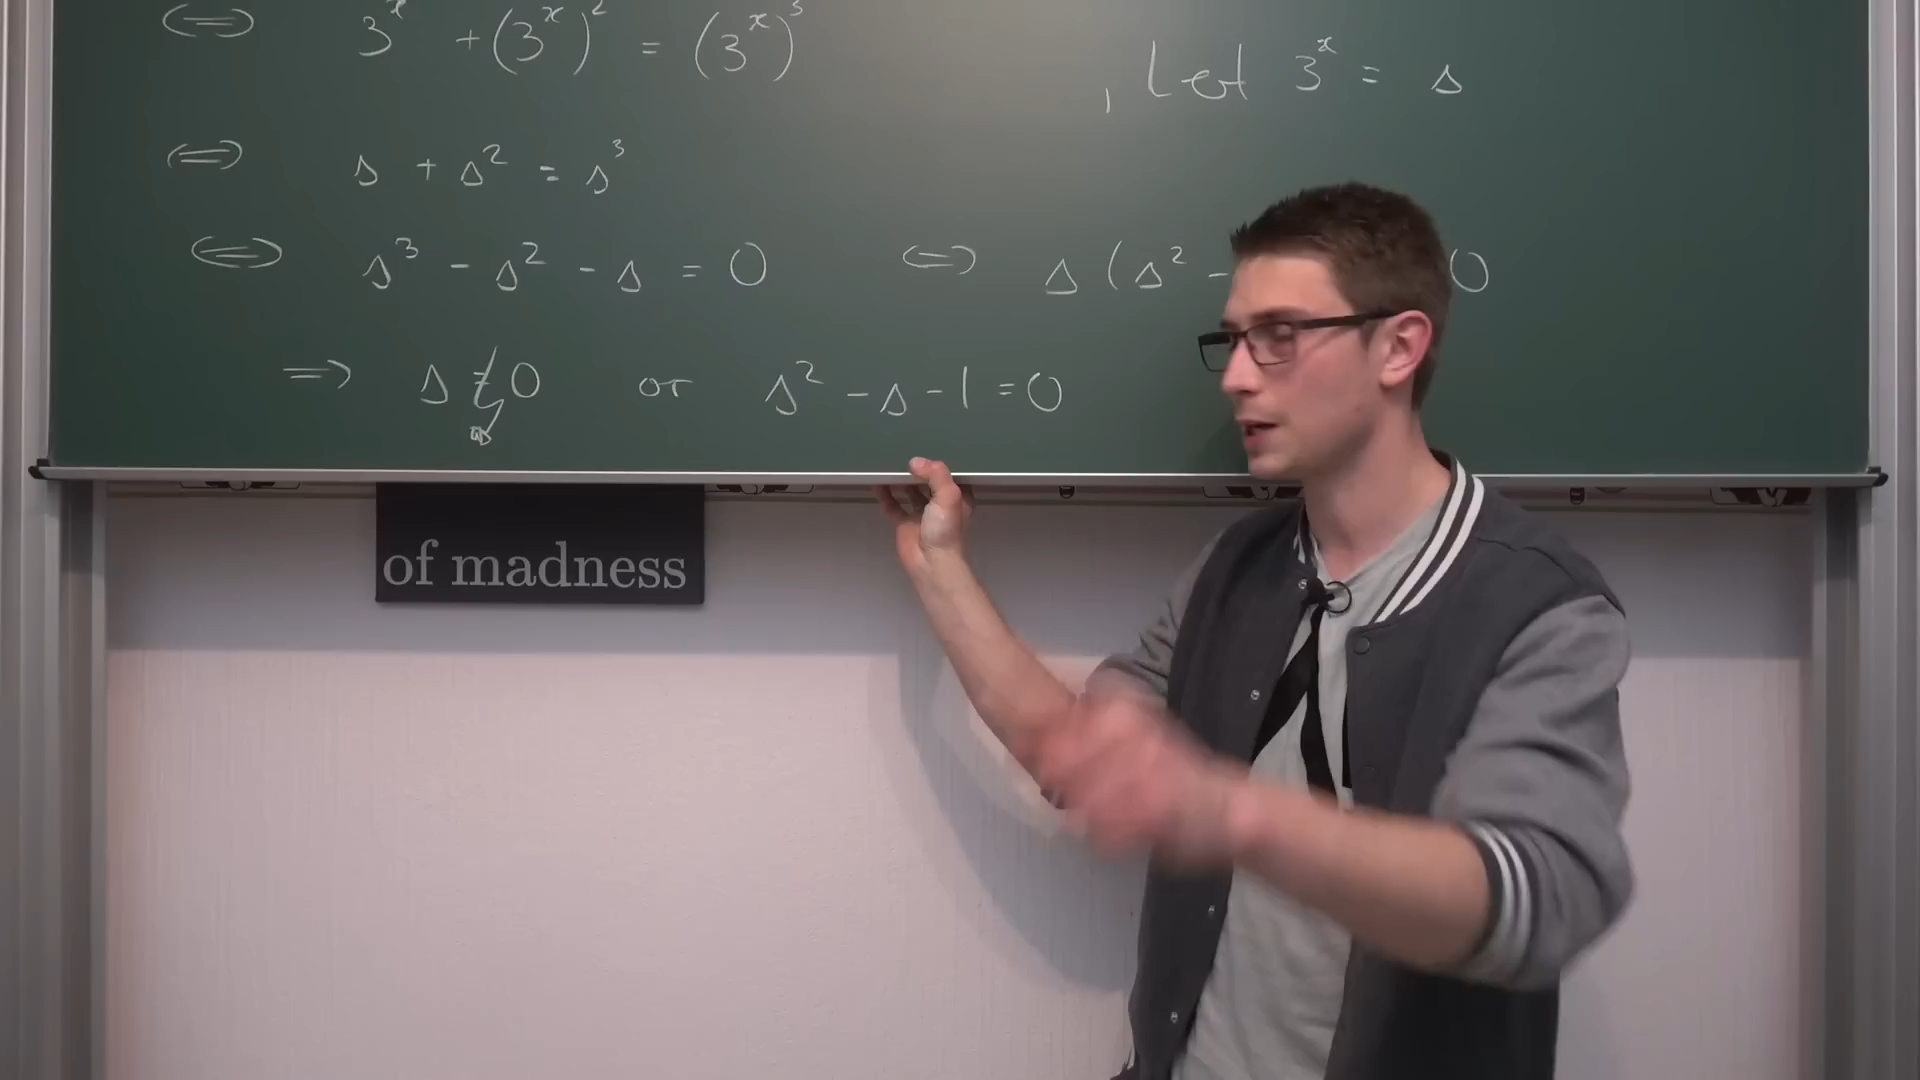 ⇔ 3^x + (3^x)^2 = (3^x)^3 , Let 3^x = s
⇔ s + s^2 = s^3
⇔ s^3 - s^2 - s = 0 ⇔ s (s^2 - 0
⇒ s ≠ 0 or s^2 - s - 1 = 0
of madness